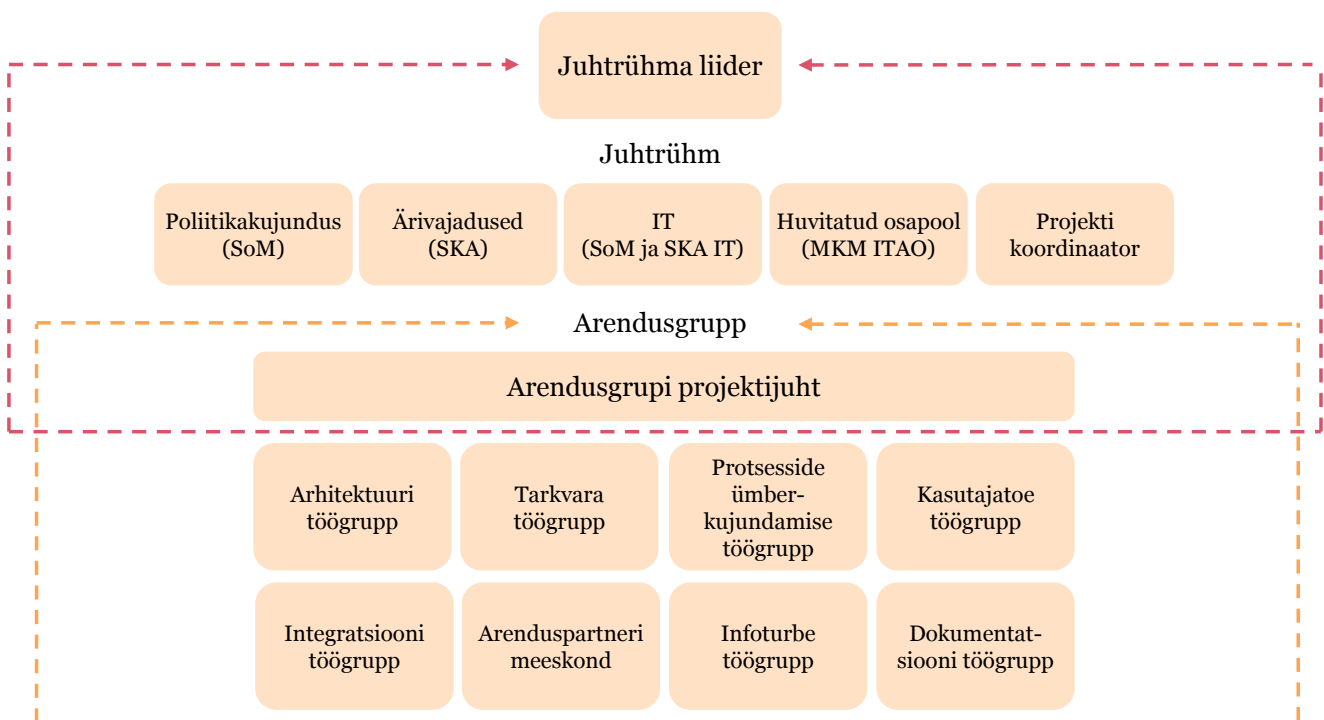 Juhtrühma liider
Juhtrühm
Poliitikakujundus
(SoM)
Ärivajadused
(SKA)
IT
(SoM ja SKA IT)
Huvitatud osapool
(MKM ITAO)
Projekti
koordinaator
Arendusgrupp
Arendusgrupi projektijuht
Arhitektuuri
töögrupp
Tarkvara
töögrupp
Protsesside
ümber-
kujundamise
töögrupp
Kasutajatoe
töögrupp
Integratsiooni
töögrupp
Arenduspartneri
meeskond
Infoturbe
töögrupp
Dokumentat-
siooni töögrupp